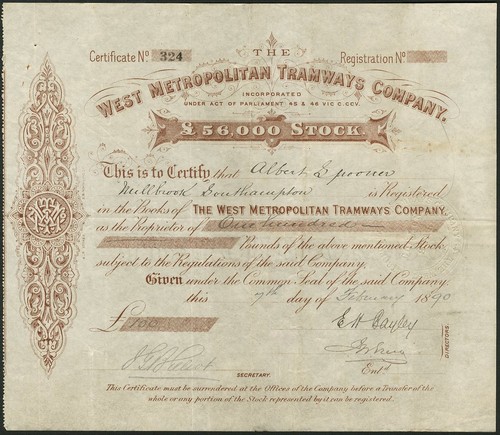 THE
Certificate No 324
Registration No
WEST METROPOLITAN TRAMWAYS COMPANY.
INCORPORATED
UNDER ACT OF PARLIAMENT 45 & 46 VIC C.CCV.
£56,000 STOCK.
This is to Certify that Albert Spooner
Millbrook Southampton is Registered
in the Books of THE WEST METROPOLITAN TRAMWAYS COMPANY.
as the Proprietor of One hundred
Pounds of the above mentioned Stock
subject to the Regulations of the said Company.
Given under the Common Seal of the said Company.
this 7th day of February 1890
£100
E H Bayley
DIRECTORS.
Entd
SECRETARY.
This Certificate must be surrendered at the Offices of the Company before a Transfer of the
whole or any portion of the Stock represented by it can be registered.